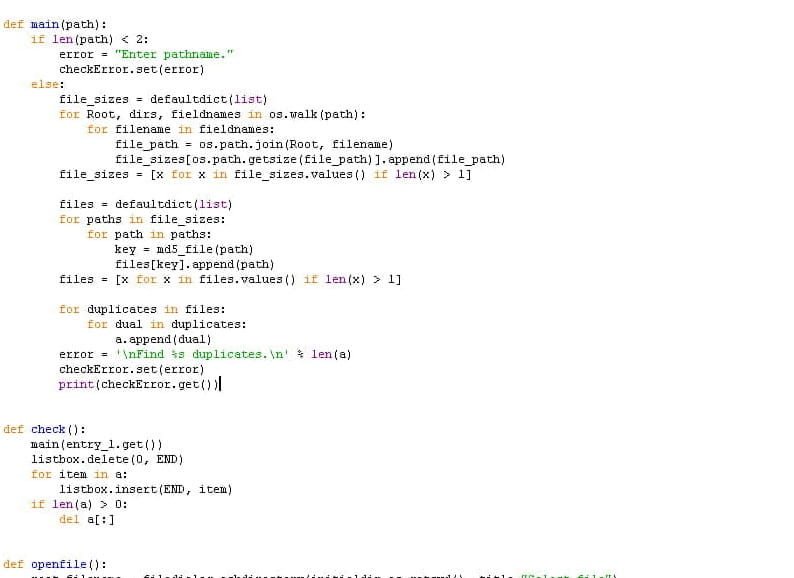 def main(path):
    if len(path) < 2:
        error = "Enter pathname."
        checkError.set(error)
    else:
        file_sizes = defaultdict(list)
        for Root, dirs, fieldnames in os.walk(path):
            for filename in fieldnames:
                file_path = os.path.join(Root, filename)
                file_sizes[os.path.getsize(file_path)].append(file_path)
        file_sizes = [x for x in file_sizes.values() if len(x) > 1]

        files = defaultdict(list)
        for paths in file_sizes:
            for path in paths:
                key = md5_file(path)
                files[key].append(path)
        files = [x for x in files.values() if len(x) > 1]

        for duplicates in files:
            for dual in duplicates:
                a.append(dual)
        error = '\nFind %s duplicates.\n' % len(a)
        checkError.set(error)
        print(checkError.get())

def check():
    main(entry_1.get())
    listbox.delete(0, END)
    for item in a:
        listbox.insert(END, item)
    if len(a) > 0:
        del a[:]

def openfile():